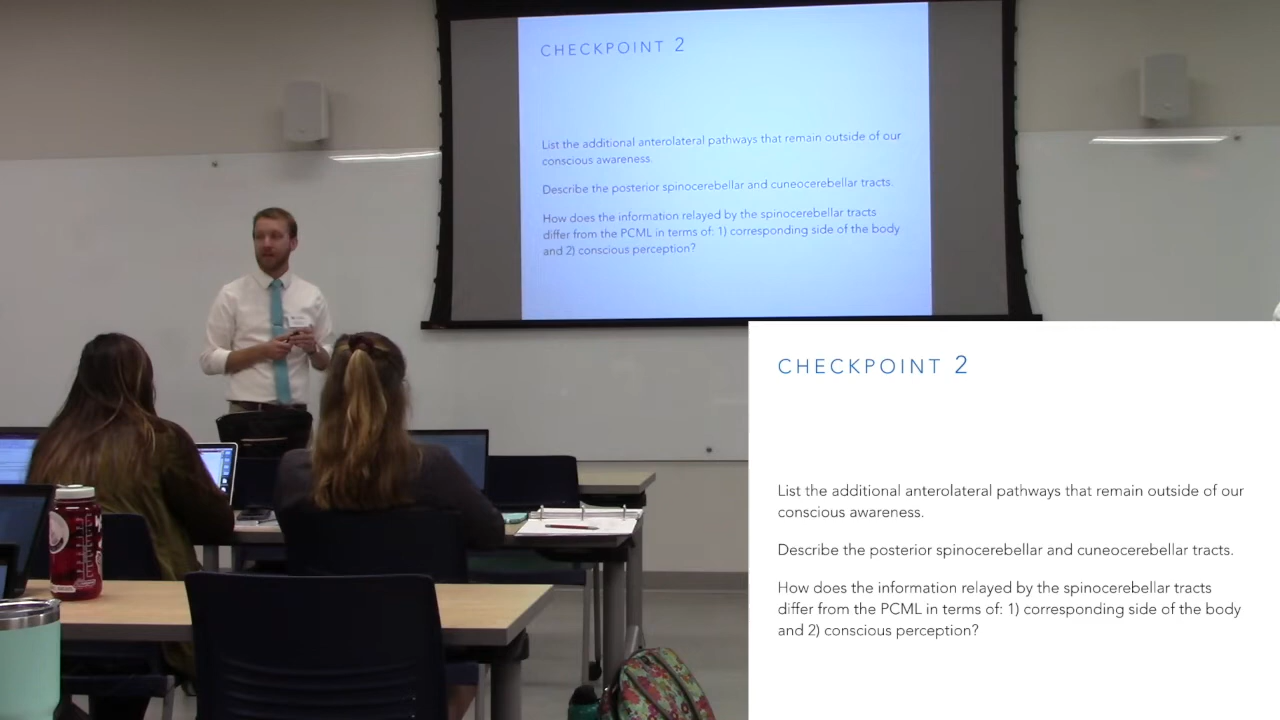 CHECKPOINT 2
List the additional anterolateral pathways that remain outside of our
conscious awareness.
Describe the posterior spinocerebellar and cuneocerebellar tracts.
How does the information relayed by the spinocerebellar tracts
differ from the PCML in terms of: 1) corresponding side of the body
and 2) conscious perception?
CHECKPOINT 2
List the additional anterolateral pathways that remain outside of our
conscious awareness.
Describe the posterior spinocerebellar and cuneocerebellar tracts.
How does the information relayed by the spinocerebellar tracts
differ from the PCML in terms of: 1) corresponding side of the body
and 2) conscious perception?